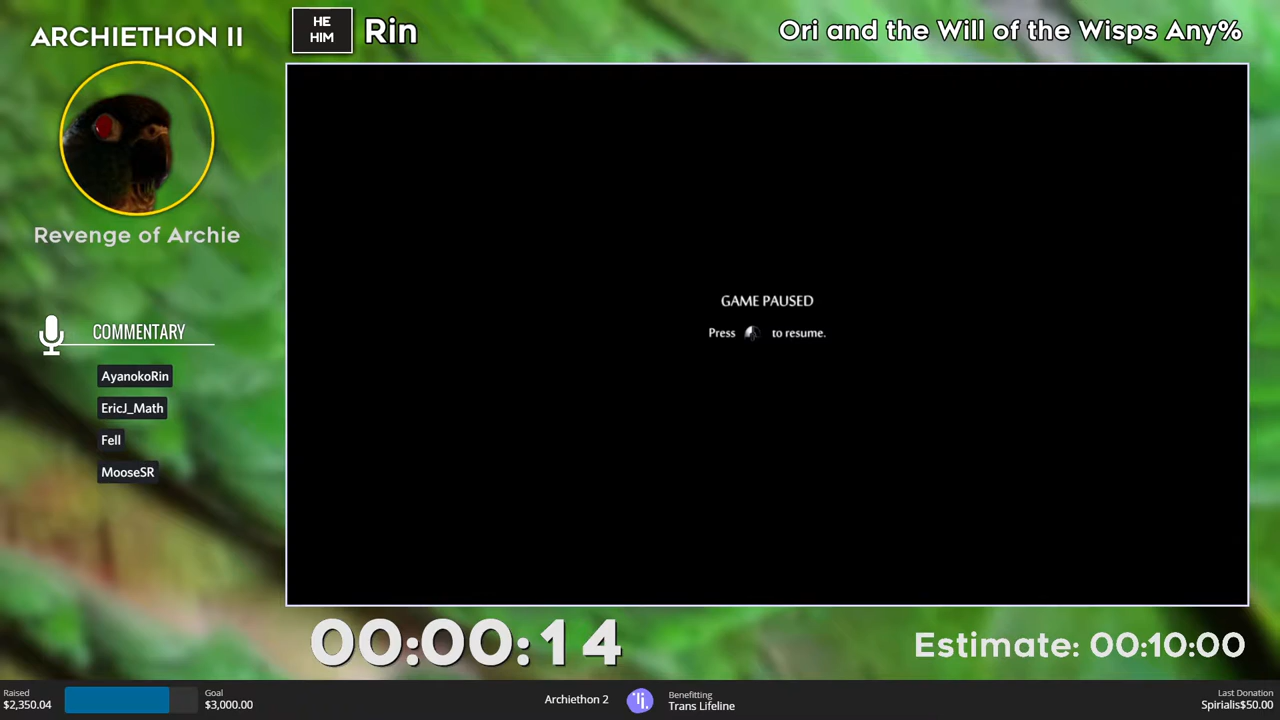 ARCHIETHON II
HE
HIM
Rin
Ori and the Will of the Wisps Any%
Revenge of Archie
COMMENTARY
AyanokoRin
EricJ_Math
Fell
MooseSR
GAME PAUSED
Press to resume.
00:00:14
Estimate: 00:10:00
Raised
$2,350.04
Goal
$3,000.00
Archiethon 2
Benefitting
Trans Lifeline
Last Donation
Spirialis$50.00